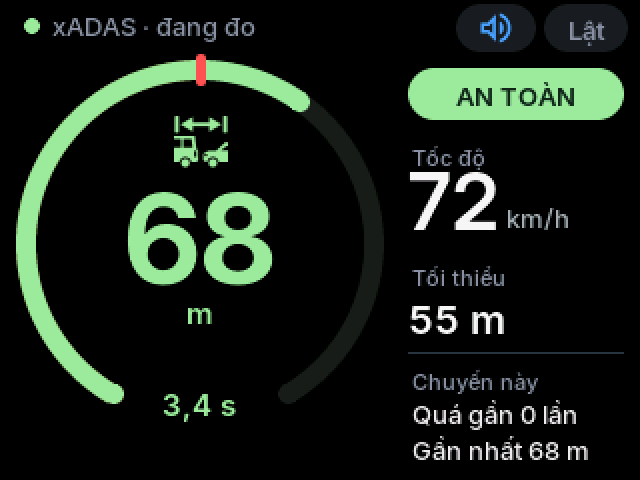 xADAS · đang đo
Lật
AN TOÀN
68
m
3,4 s
Tốc độ
72 km/h
Tối thiểu
55 m
Chuyến này
Quá gần 0 lần
Gần nhất 68 m